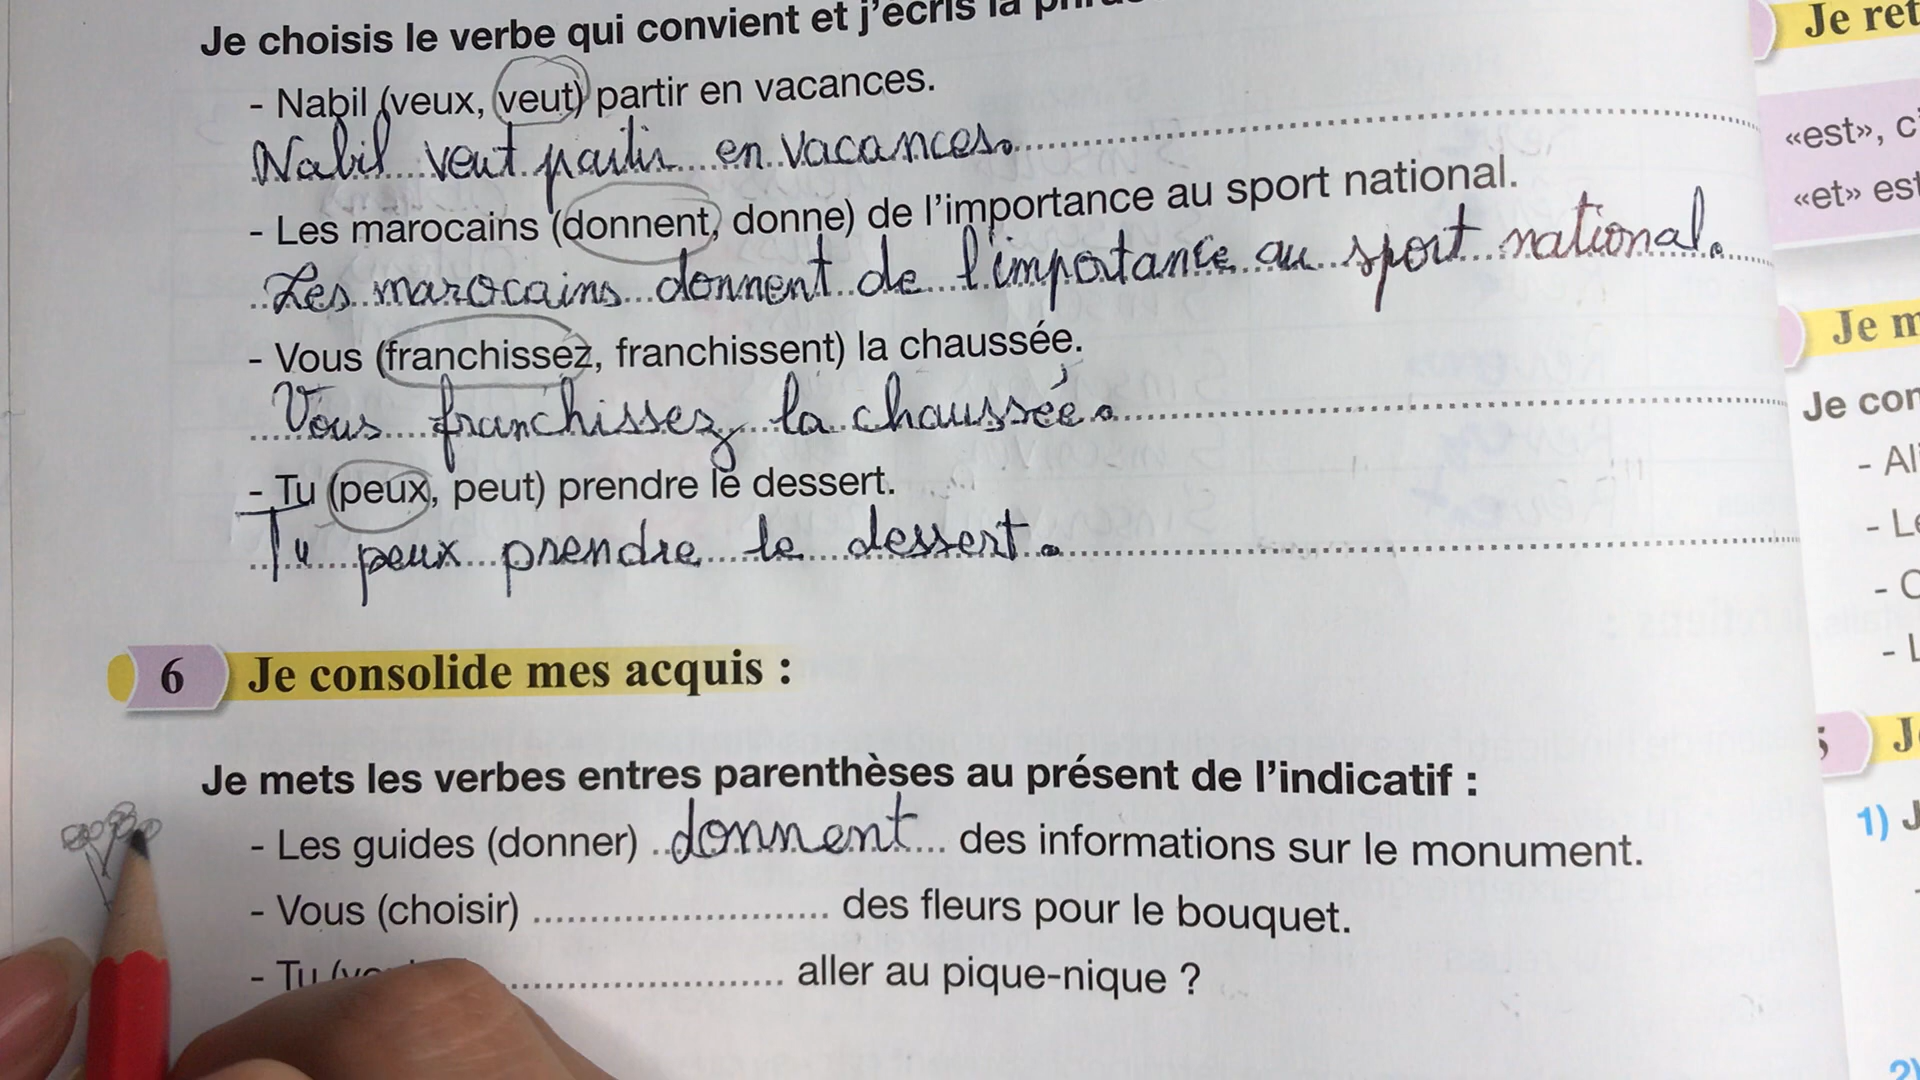 Je choisis le verbe qui convient et j'écris la
- Nabil (veux, veut) partir en vacances.
Nabil veut partir en vacances.
- Les marocains (donnent, donne) de l'importance au sport national.
Les marocains donnent de l'importance au sport national.
- Vous (franchissez, franchissent) la chaussée.
Vous franchissez la chaussée.
- Tu (peux, peut) prendre le dessert.
Tu peux prendre le dessert.
6 Je consolide mes acquis :
Je mets les verbes entres parenthèses au présent de l'indicatif :
- Les guides (donner) donnent des informations sur le monument.
- Vous (choisir) ........................... des fleurs pour le bouquet.
- Tu ......................... aller au pique-nique ?
Je
«est»,
«et»
Je
Je
1)
2)